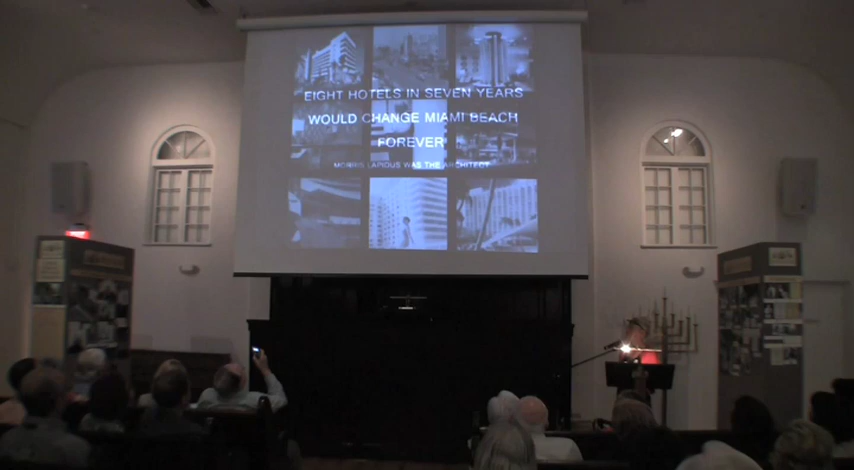 EIGHT HOTELS IN SEVEN YEARS
WOULD CHANGE MIAMI BEACH
FOREVER
MORRIS LAPIDUS WAS THE ARCHITECT